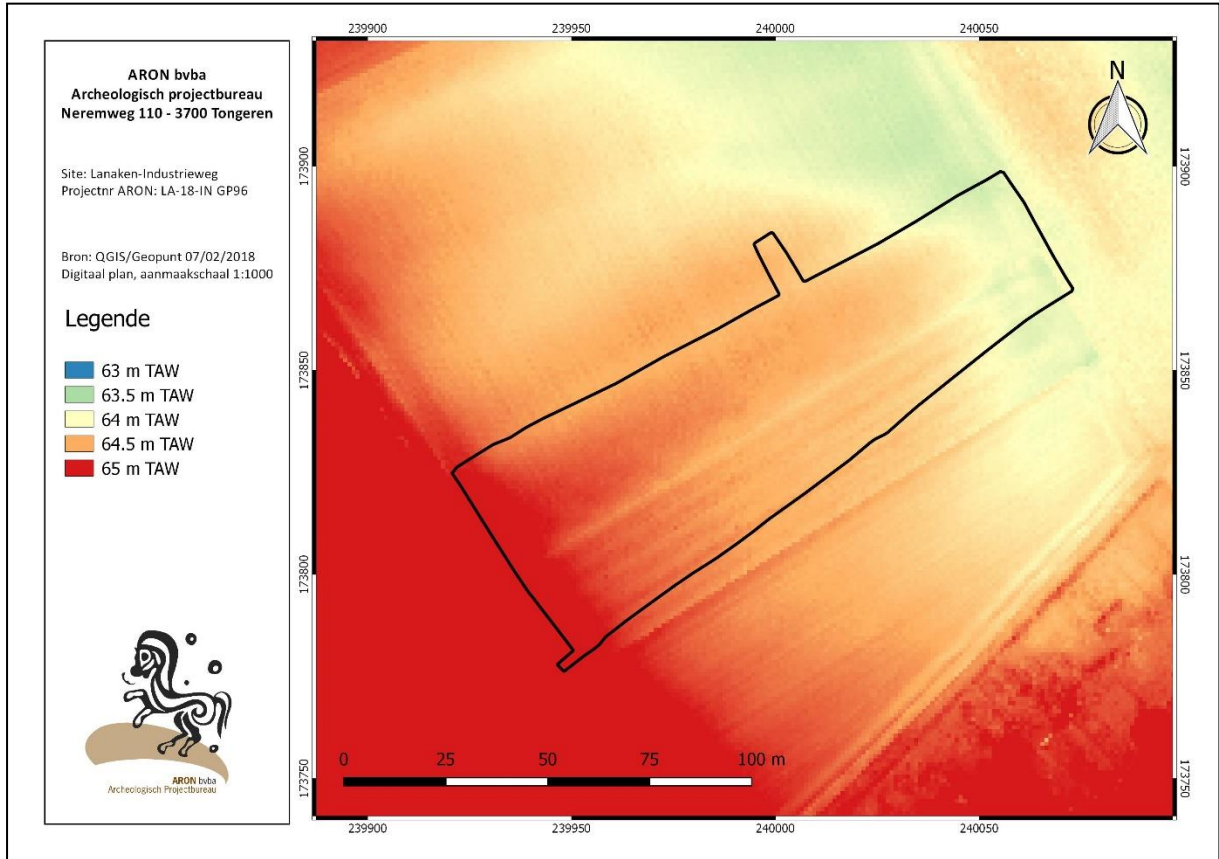 ARON bvba
Archeologisch projectbureau
Neremweg 110 - 3700 Tongeren
Site: Lanaken-Industrieweg
Projectnr ARON: LA-18-IN GP96
Bron: QGIS/Geopunt 07/02/2018
Digitaal plan, aanmaakschaal 1:1000
Legende
63 m TAW
63.5 m TAW
64 m TAW
64.5 m TAW
65 m TAW
ARON bvba
Archeologisch Projectbureau
239900 239950 240000 240050
N
173900 173900
173850 173850
173800 173800
173750 173750
0 25 50 75 100 m
239900 239950 240000 240050